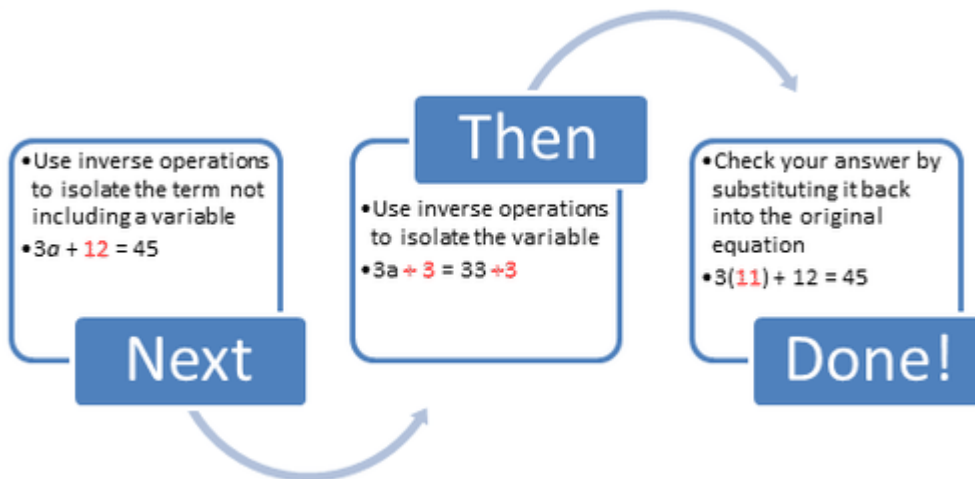 •Use inverse operations
to isolate the term not
including a variable
•3a + 12 = 45
Next
Then
•Use inverse operations
to isolate the variable
•3a ÷ 3 = 33 ÷3
•Check your answer by
substituting it back
into the original
equation
•3(11) + 12 = 45
Done!